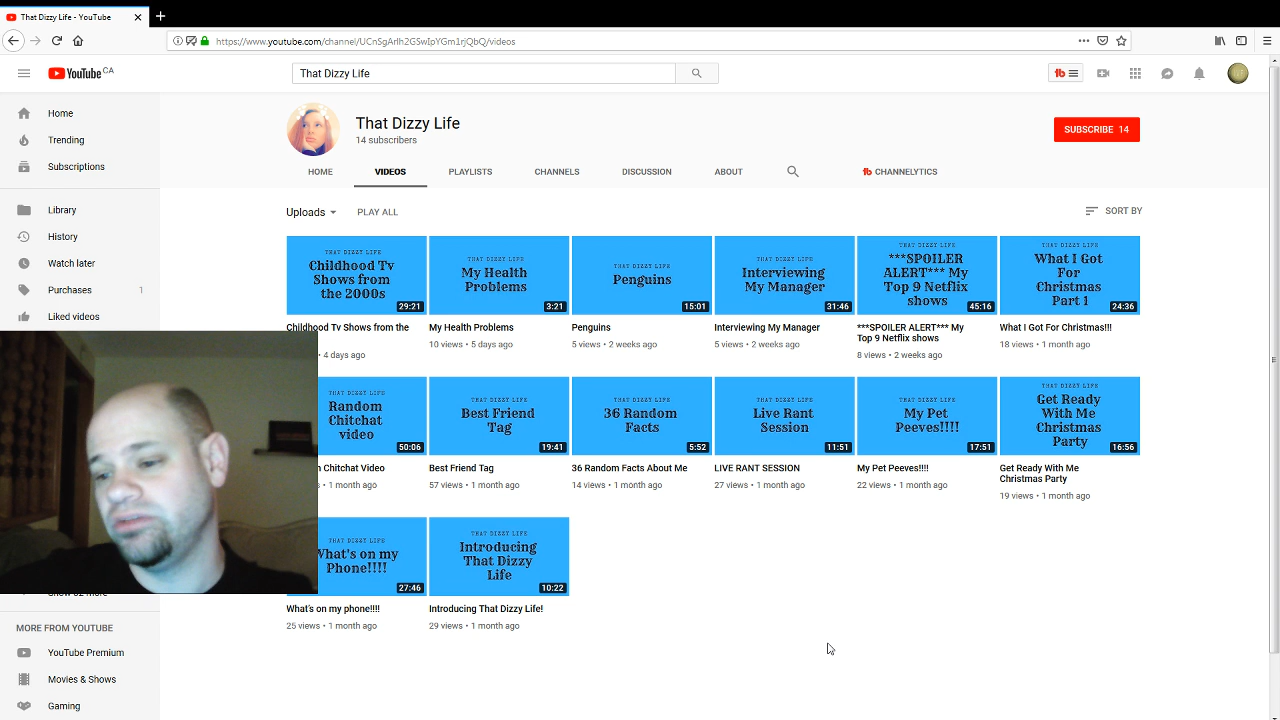 That Dizzy Life - YouTube
https://www.youtube.com/channel/UCnSgArlh2GSwIpYGm1rjQbQ/videos
YouTube CA
That Dizzy Life
tb
Home
Trending
Subscriptions
Library
History
Watch later
Purchases 1
Liked videos
MORE FROM YOUTUBE
YouTube Premium
Movies & Shows
Gaming
That Dizzy Life
14 subscribers
SUBSCRIBE 14
HOME VIDEOS PLAYLISTS CHANNELS DISCUSSION ABOUT tb CHANNELYTICS
Uploads PLAY ALL SORT BY
THAT DIZZY LIFE
Childhood Tv
Shows from
the 2000s
29:21
Childhood Tv Shows from the
• 4 days ago
THAT DIZZY LIFE
My Health
Problems
3:21
My Health Problems
10 views • 5 days ago
THAT DIZZY LIFE
Penguins
15:01
Penguins
5 views • 2 weeks ago
THAT DIZZY LIFE
Interviewing
My Manager
31:46
Interviewing My Manager
5 views • 2 weeks ago
THAT DIZZY LIFE
***SPOILER
ALERT*** My
Top 9 Netflix
shows
45:16
***SPOILER ALERT*** My
Top 9 Netflix shows
8 views • 2 weeks ago
THAT DIZZY LIFE
What I Got
For
Christmas
Part 1
24:36
What I Got For Christmas!!!
18 views • 1 month ago
THAT DIZZY LIFE
Random
Chitchat
video
50:06
Chitchat Video
• 1 month ago
THAT DIZZY LIFE
Best Friend
Tag
19:41
Best Friend Tag
57 views • 1 month ago
THAT DIZZY LIFE
36 Random
Facts
5:52
36 Random Facts About Me
14 views • 1 month ago
THAT DIZZY LIFE
Live Rant
Session
11:51
LIVE RANT SESSION
27 views • 1 month ago
THAT DIZZY LIFE
My Pet
Peeves!!!!
17:51
My Pet Peeves!!!!
22 views • 1 month ago
THAT DIZZY LIFE
Get Ready
With Me
Christmas
Party
16:56
Get Ready With Me
Christmas Party
19 views • 1 month ago
THAT DIZZY LIFE
What's on my
Phone!!!!
27:46
What's on my phone!!!!
25 views • 1 month ago
THAT DIZZY LIFE
Introducing
That Dizzy
Life
10:22
Introducing That Dizzy Life!
29 views • 1 month ago